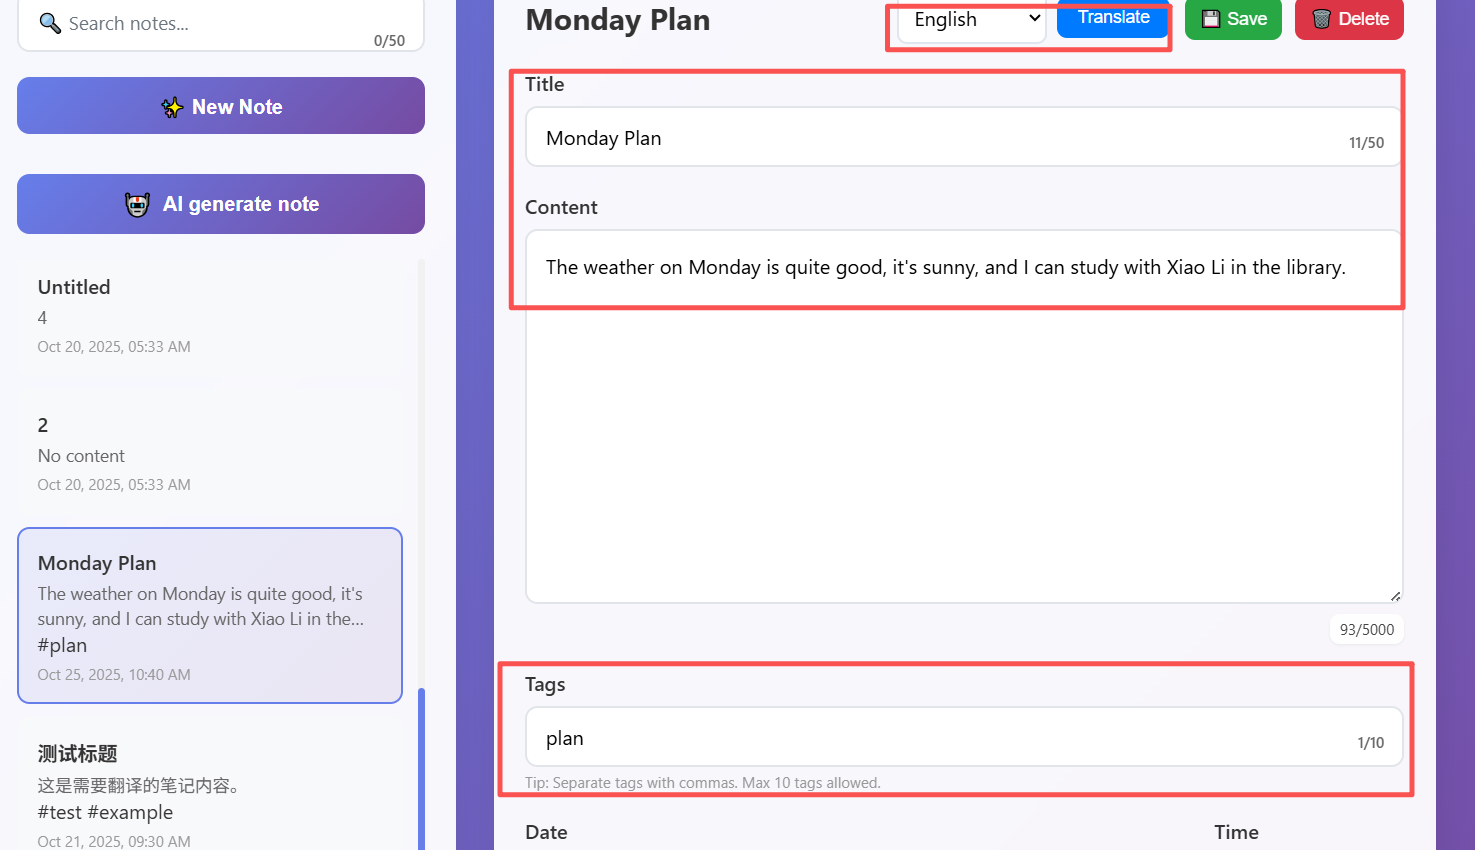 Search notes...
0/50
New Note
AI generate note
Untitled
4
Oct 20, 2025, 05:33 AM
2
No content
Oct 20, 2025, 05:33 AM
Monday Plan
The weather on Monday is quite good, it's
sunny, and I can study with Xiao Li in the...
#plan
Oct 25, 2025, 10:40 AM
测试标题
这是需要翻译的笔记内容。
#test #example
Oct 21, 2025, 09:30 AM
Monday Plan
English
Translate
Save
Delete
Title
Monday Plan
11/50
Content
The weather on Monday is quite good, it's sunny, and I can study with Xiao Li in the library.
93/5000
Tags
plan
1/10
Tip: Separate tags with commas. Max 10 tags allowed.
Date
Time